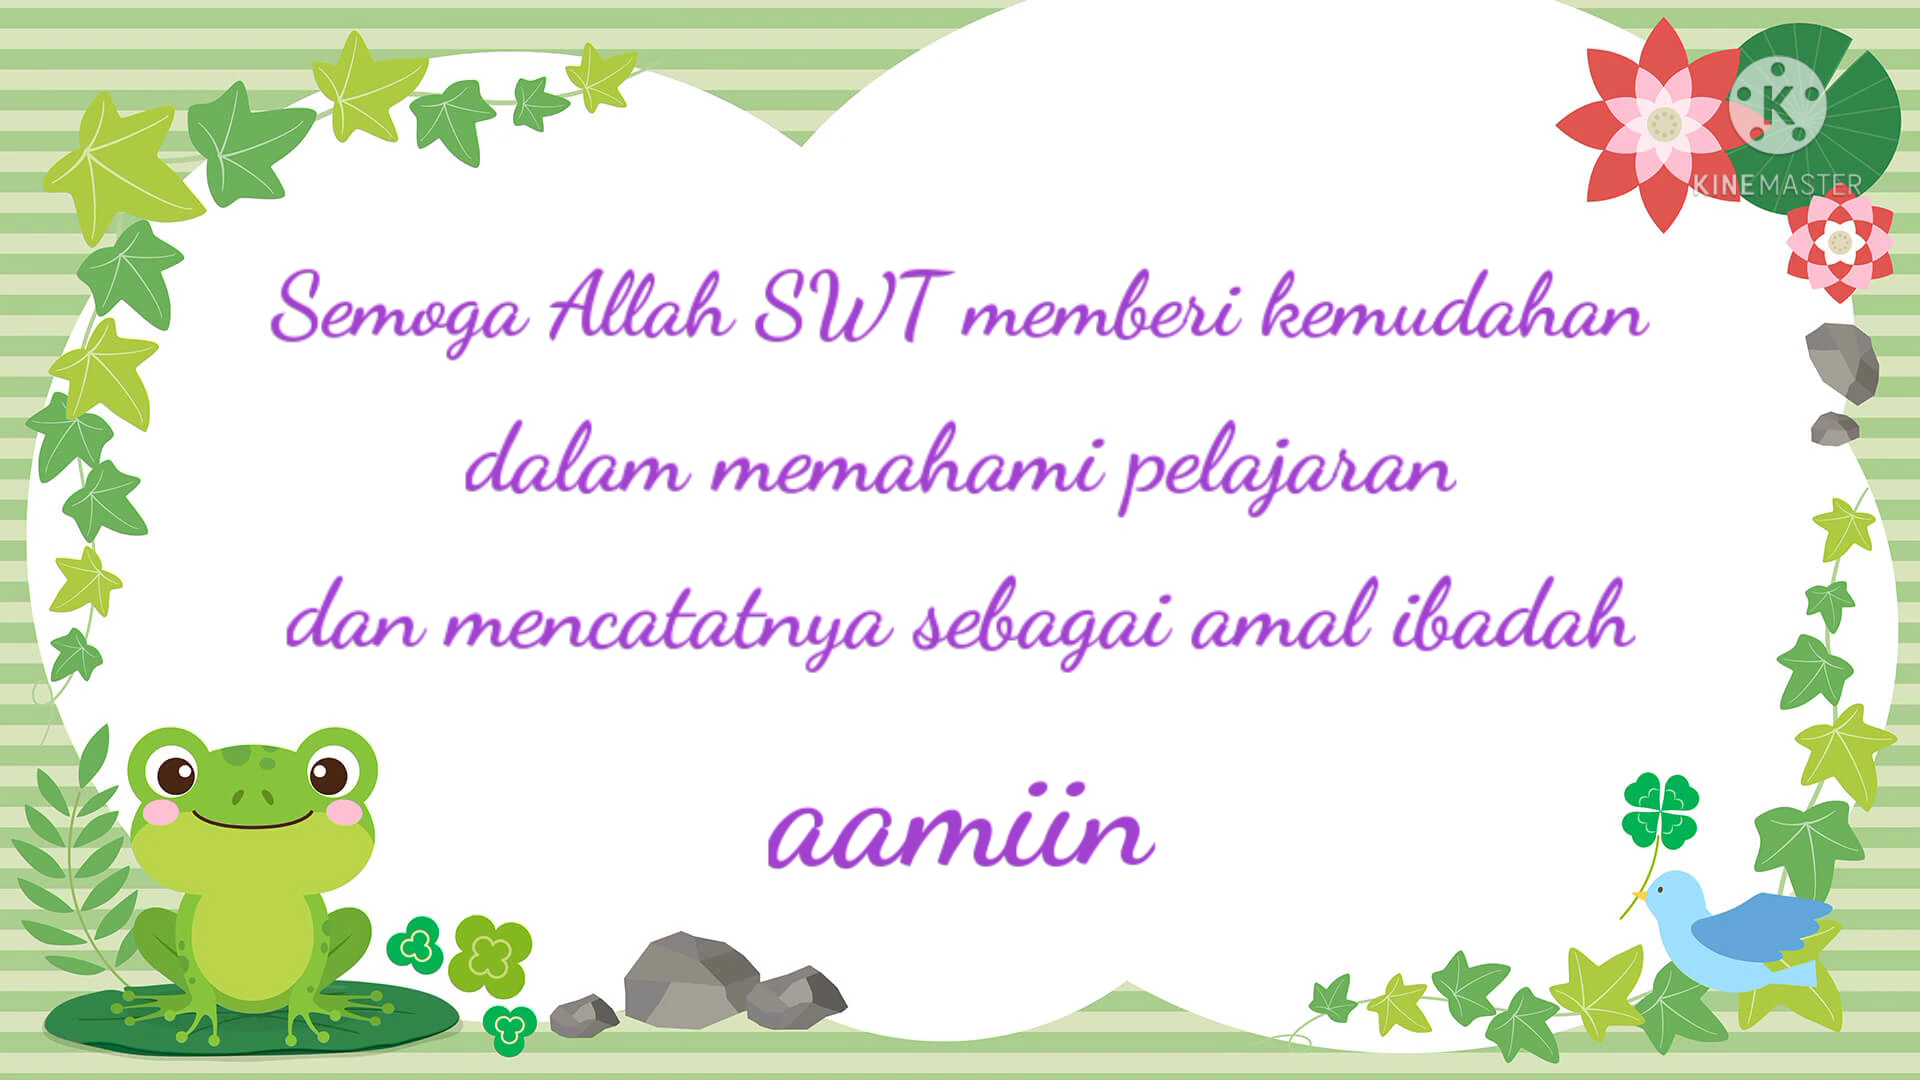 KINEMASTER
Semoga Allah SWT memberi kemudahan
dalam memahami pelajaran
dan mencatatnya sebagai amal ibadah
aamiin